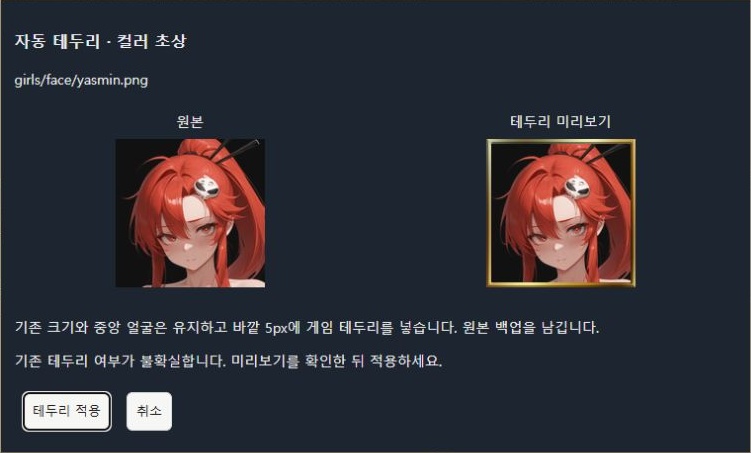 자동 테두리 · 컬러 초상
girls/face/yasmin.png
원본
테두리 미리보기
기존 크기와 중앙 얼굴은 유지하고 바깥 5px에 게임 테두리를 넣습니다. 원본 백업을 남깁니다.
기존 테두리 여부가 불확실합니다. 미리보기를 확인한 뒤 적용하세요.
테두리 적용
취소